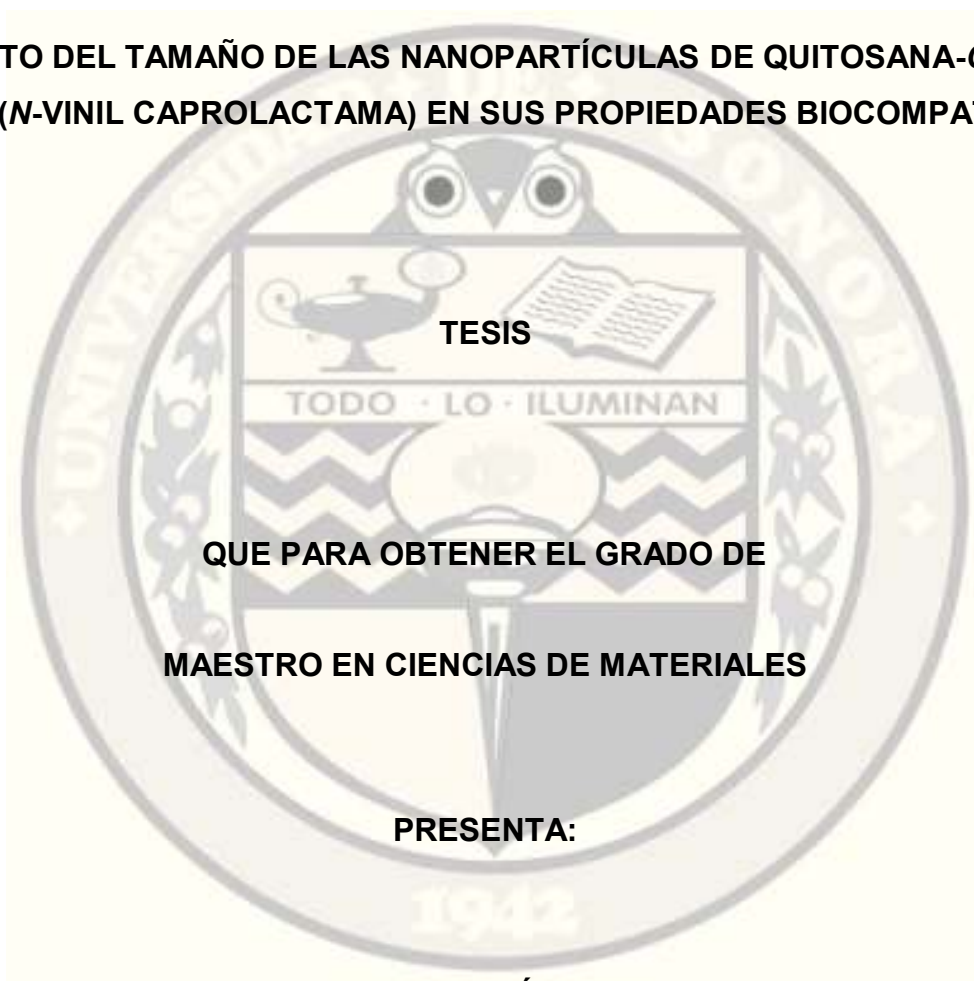 TO DEL TAMAÑO DE LAS NANOPARTÍCULAS DE QUITOSANA-
(N-VINIL CAPROLACTAMA) EN SUS PROPIEDADES BIOCOMPA
TESIS
TODO · LO · ILUMINAN
QUE PARA OBTENER EL GRADO DE
MAESTRO EN CIENCIAS DE MATERIALES
PRESENTA:
1942